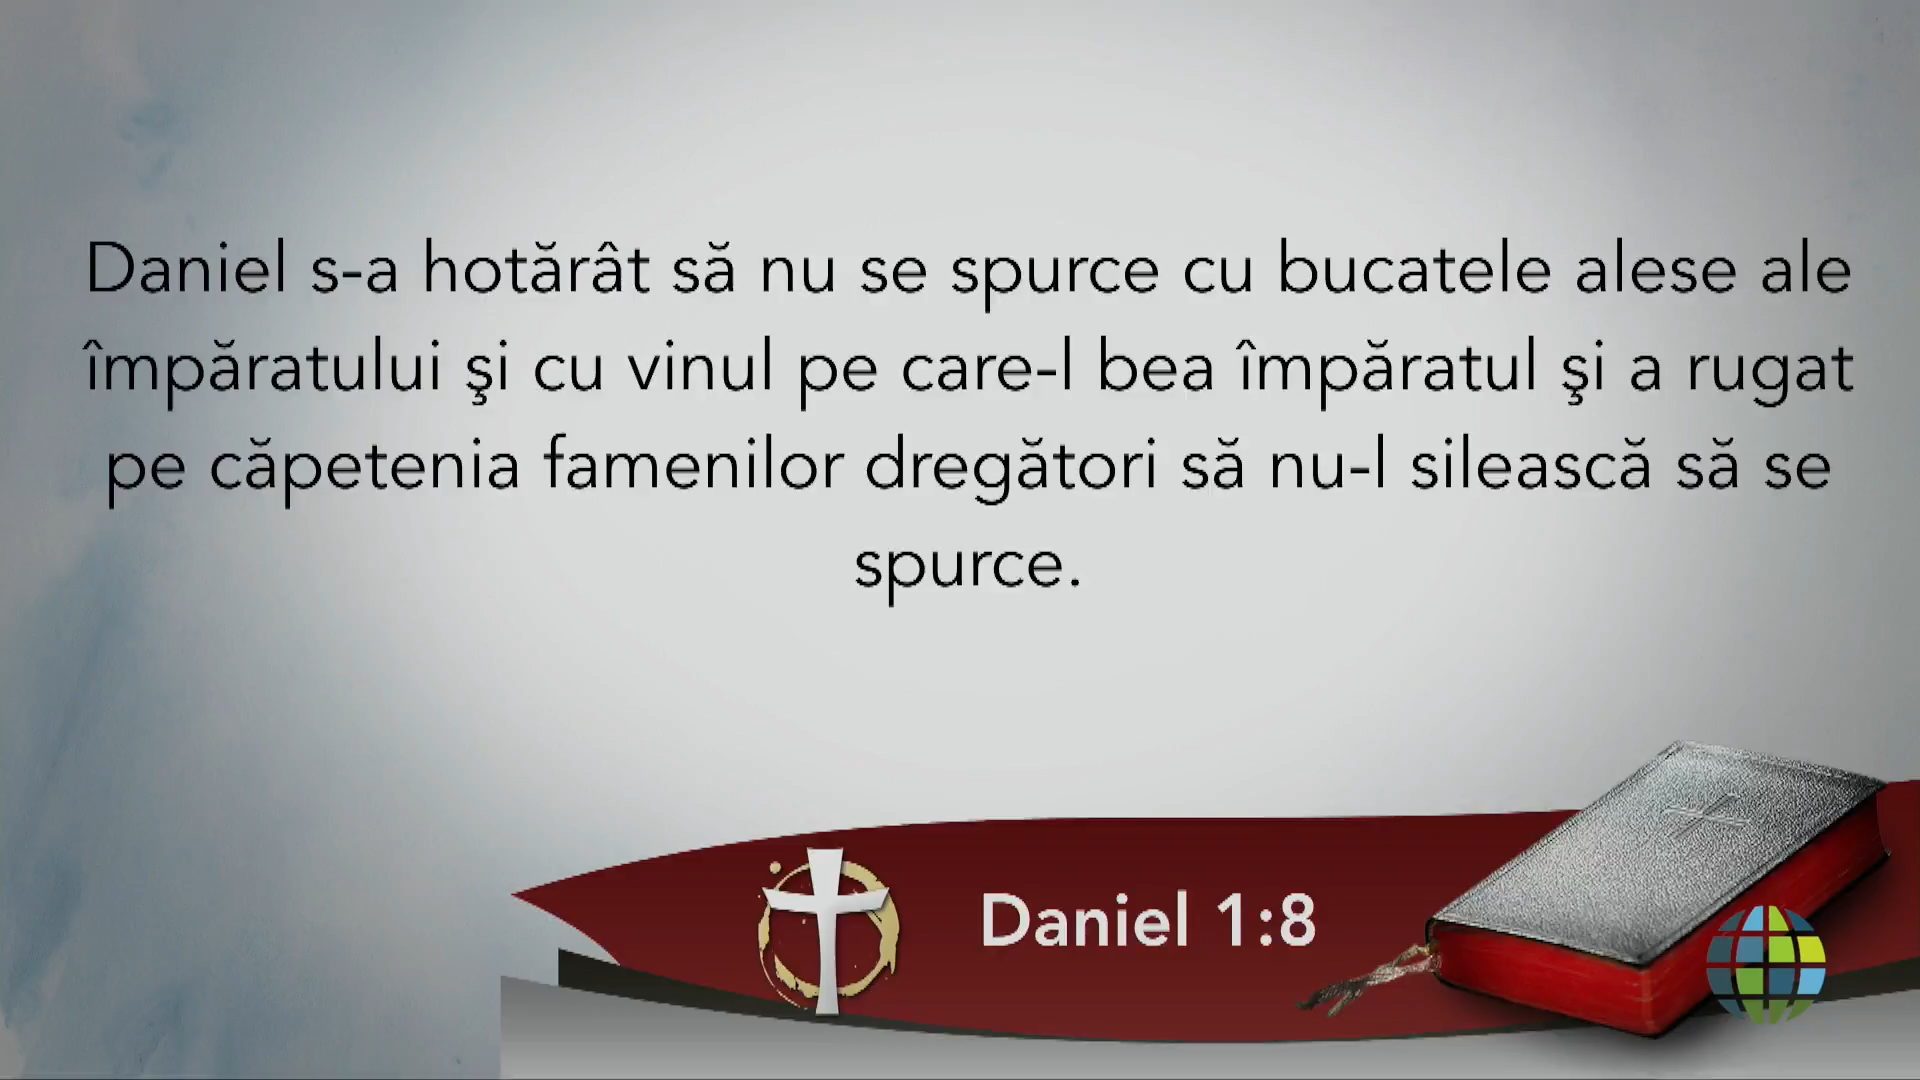 Daniel s-a hotărât să nu se spurce cu bucatele alese ale
împăratului şi cu vinul pe care-l bea împăratul şi a rugat
pe căpetenia famenilor dregători să nu-l silească să se
spurce.
Daniel 1:8